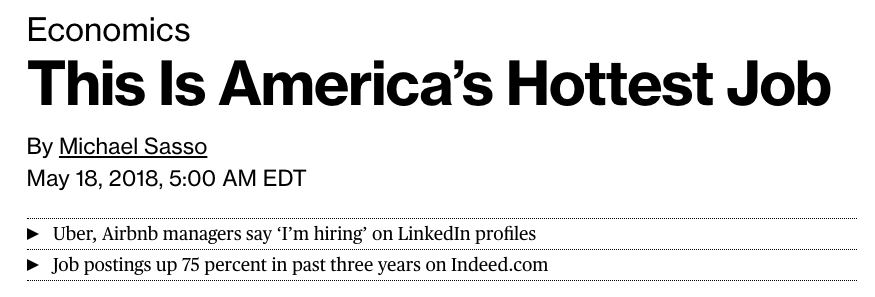 Economics
This Is America’s Hottest Job
By Michael Sasso
May 18, 2018, 5:00 AM EDT
► Uber, Airbnb managers say ‘I’m hiring’ on LinkedIn profiles
► Job postings up 75 percent in past three years on Indeed.com